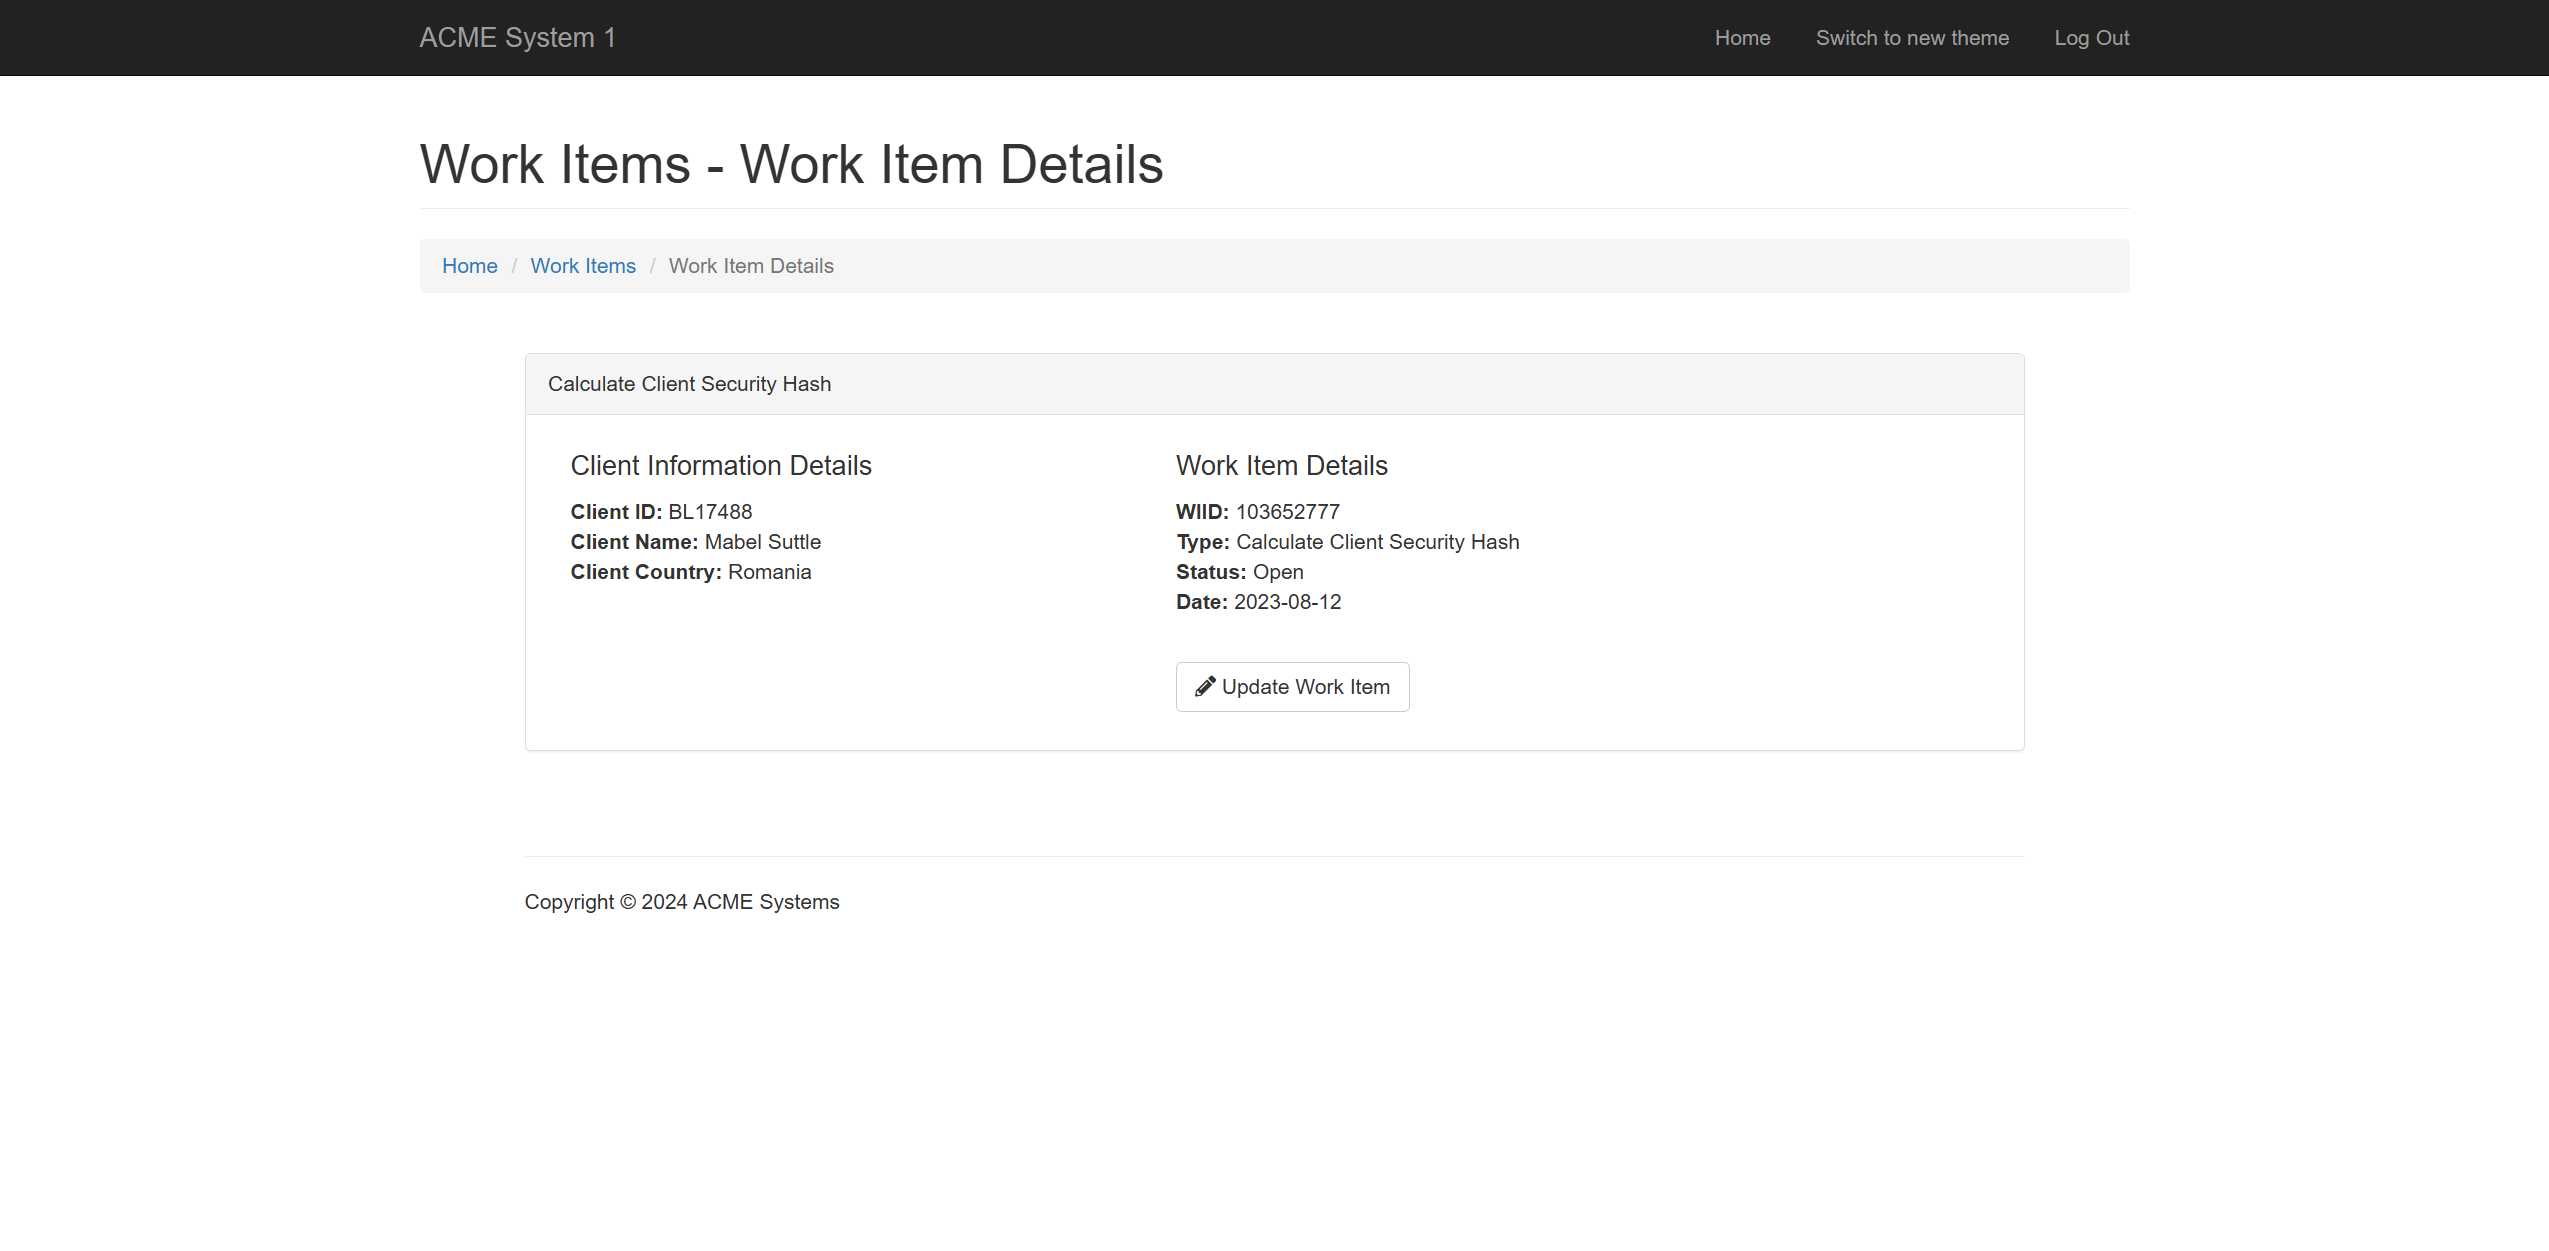 ACME System 1
Home
Switch to new theme
Log Out
Work Items - Work Item Details
Home / Work Items / Work Item Details
Calculate Client Security Hash
Client Information Details
Client ID: BL17488
Client Name: Mabel Suttle
Client Country: Romania
Work Item Details
WIID: 103652777
Type: Calculate Client Security Hash
Status: Open
Date: 2023-08-12
Update Work Item
Copyright © 2024 ACME Systems